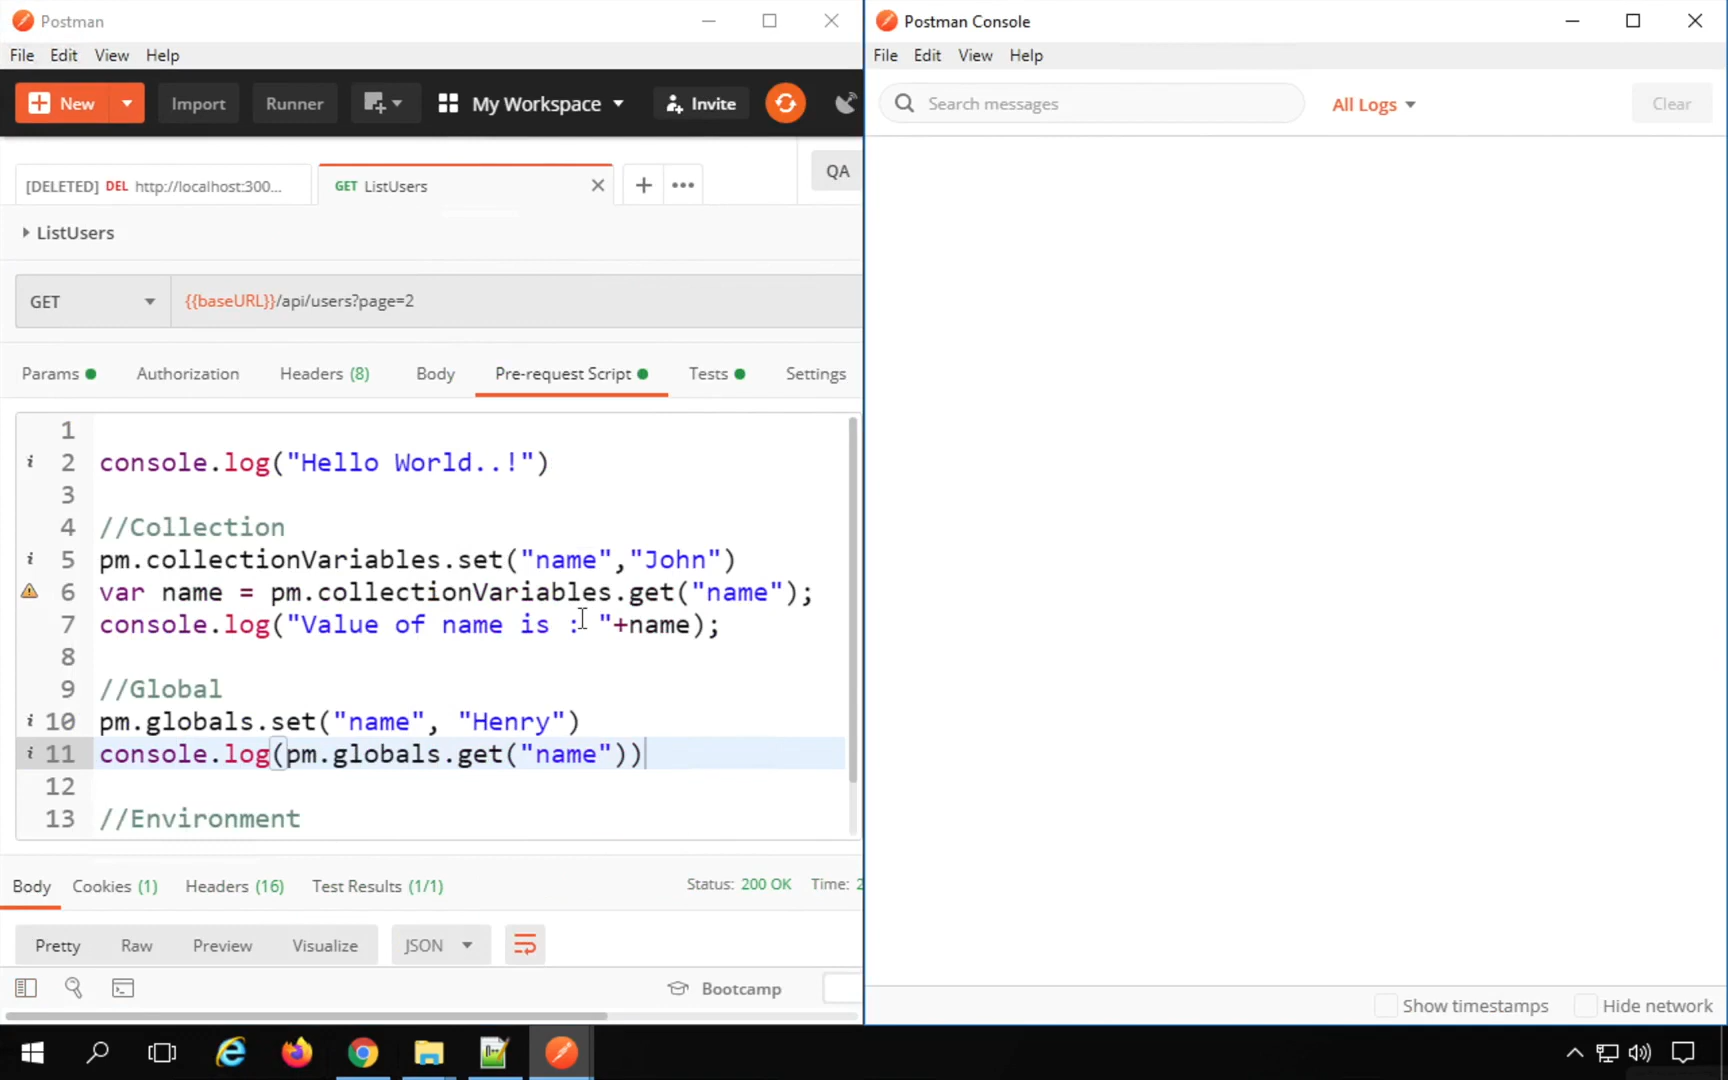 Postman
File Edit View Help
New Import Runner My Workspace Invite
[DELETED] DEL http://localhost:300... GET ListUsers QA
ListUsers
GET {{baseURL}}/api/users?page=2
Params Authorization Headers (8) Body Pre-request Script Tests Settings
1
2 console.log("Hello World..!")
3
4 //Collection
5 pm.collectionVariables.set("name","John")
6 var name = pm.collectionVariables.get("name");
7 console.log("Value of name is : "+name);
8
9 //Global
10 pm.globals.set("name", "Henry")
11 console.log(pm.globals.get("name"))
12
13 //Environment
Body Cookies (1) Headers (16) Test Results (1/1) Status: 200 OK Time: 2
Pretty Raw Preview Visualize JSON
Bootcamp
Postman Console
File Edit View Help
Search messages All Logs Clear
Show timestamps Hide network